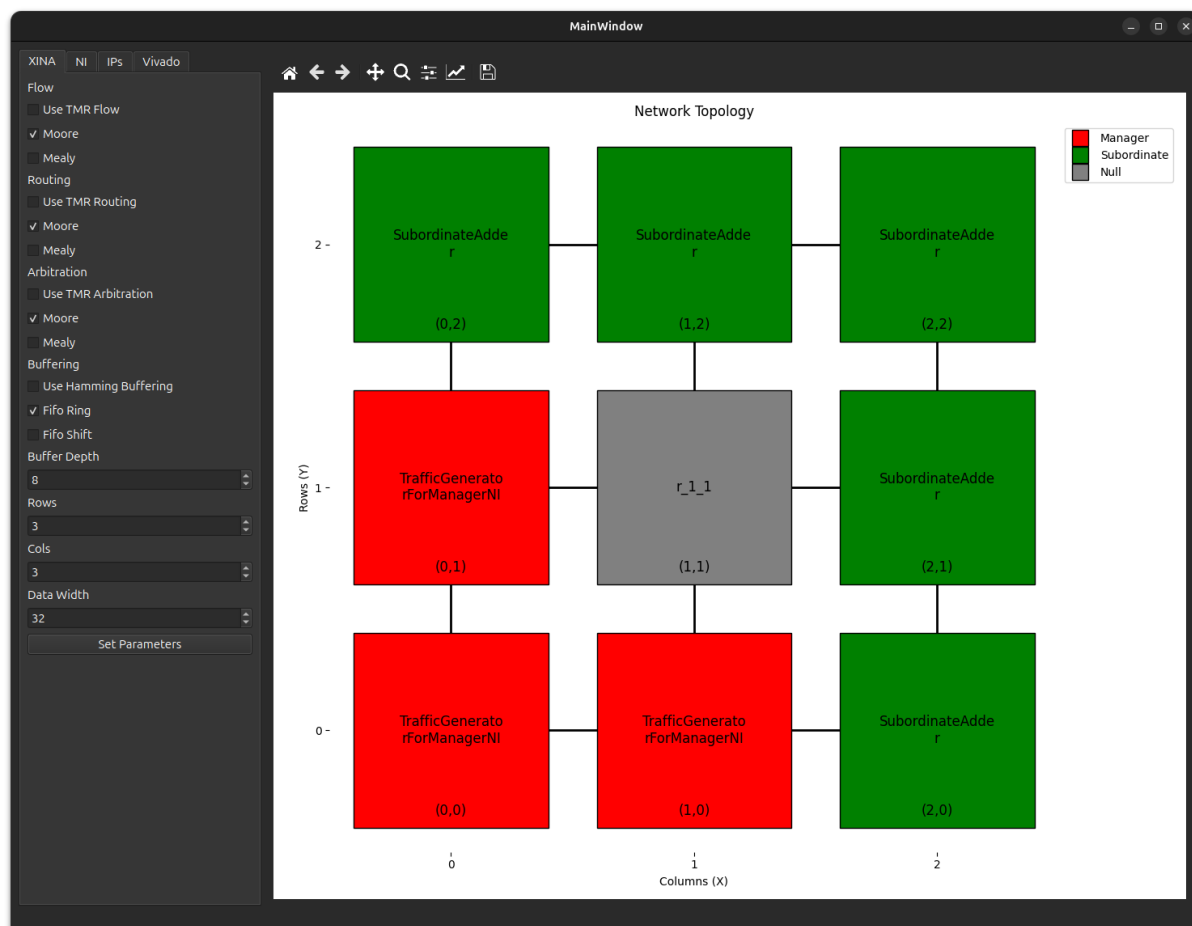 MainWindow
XINA NI IPs Vivado
Flow
Use TMR Flow
Moore
Mealy
Routing
Use TMR Routing
Moore
Mealy
Arbitration
Use TMR Arbitration
Moore
Mealy
Buffering
Use Hamming Buffering
Fifo Ring
Fifo Shift
Buffer Depth
8
Rows
3
Cols
3
Data Width
32
Set Parameters
Network Topology
Manager
Subordinate
Null
Rows (Y)
2
SubordinateAdde
r
(0,2)
SubordinateAdde
r
(1,2)
SubordinateAdde
r
(2,2)
1
TrafficGenerato
rForManagerNI
(0,1)
r_1_1
(1,1)
SubordinateAdde
r
(2,1)
0
TrafficGenerato
rForManagerNI
(0,0)
TrafficGenerato
rForManagerNI
(1,0)
SubordinateAdde
r
(2,0)
0 1 2
Columns (X)